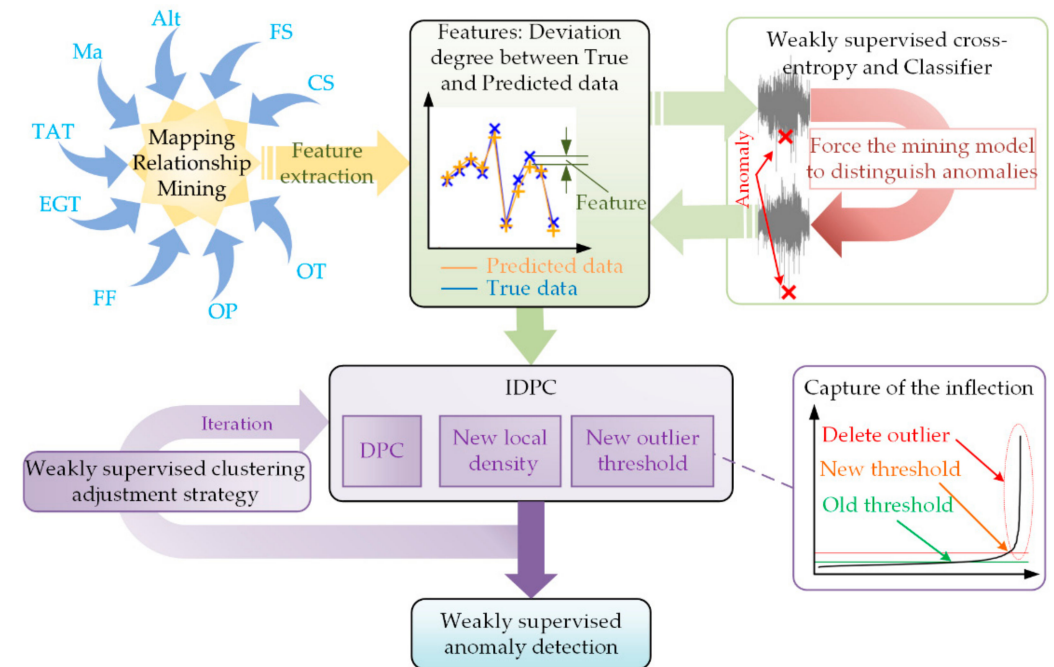 Alt
FS
Ma
CS
TAT
Mapping
Relationship
Mining
EGT
OT
FF
OP
Feature
extraction
Features: Deviation
degree between True
and Predicted data
Feature
Predicted data
True data
Weakly supervised cross-
entropy and Classifier
Anomaly
Force the mining model
to distinguish anomalies
IDPC
DPC
New local
density
New outlier
threshold
Iteration
Weakly supervised clustering
adjustment strategy
Capture of the inflection
Delete outlier
New threshold
Old threshold
Weakly supervised
anomaly detection